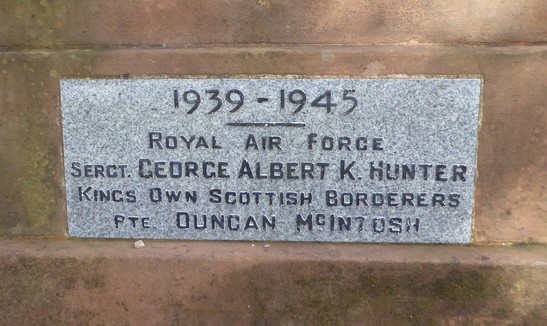 1939 - 1945
ROYAL AIR FORCE
SERGT. GEORGE ALBERT K. HUNTER
KINGS OWN SCOTTISH BORDERERS
PTE. DUNCAN McINTOSH